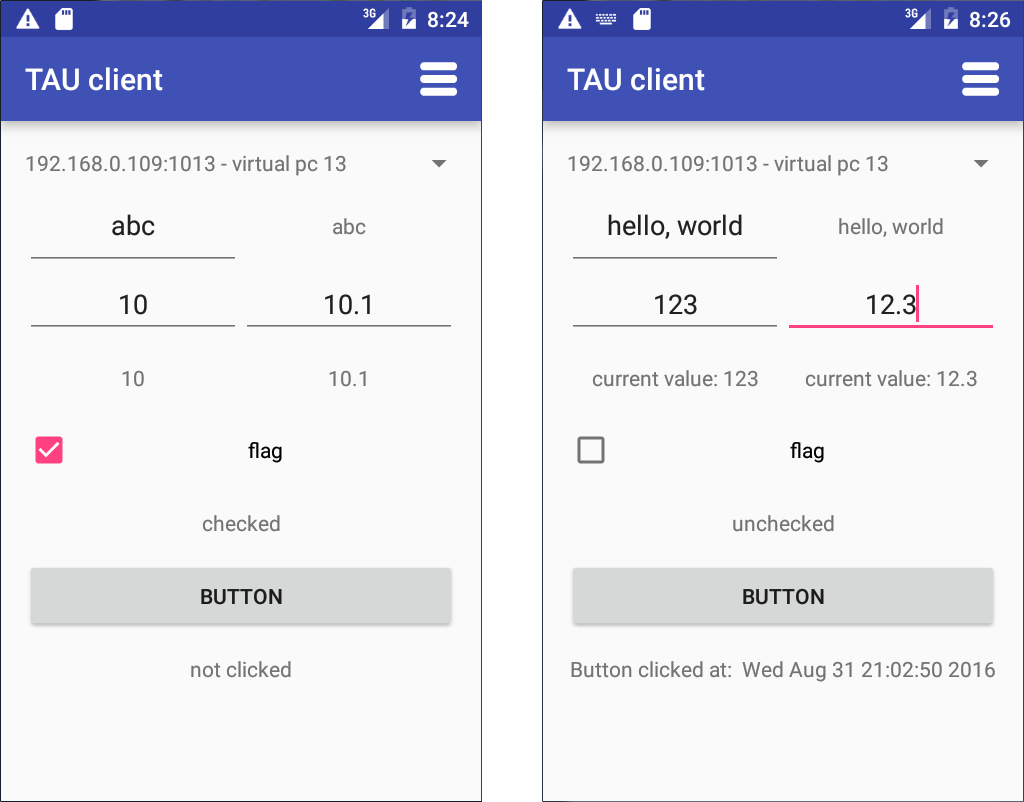 3G 8:24
TAU client
192.168.0.109:1013 - virtual pc 13
abc abc
10 10.1
10 10.1
flag
checked
BUTTON
not clicked
3G 8:26
TAU client
192.168.0.109:1013 - virtual pc 13
hello, world hello, world
123 12.3
current value: 123 current value: 12.3
flag
unchecked
BUTTON
Button clicked at: Wed Aug 31 21:02:50 2016